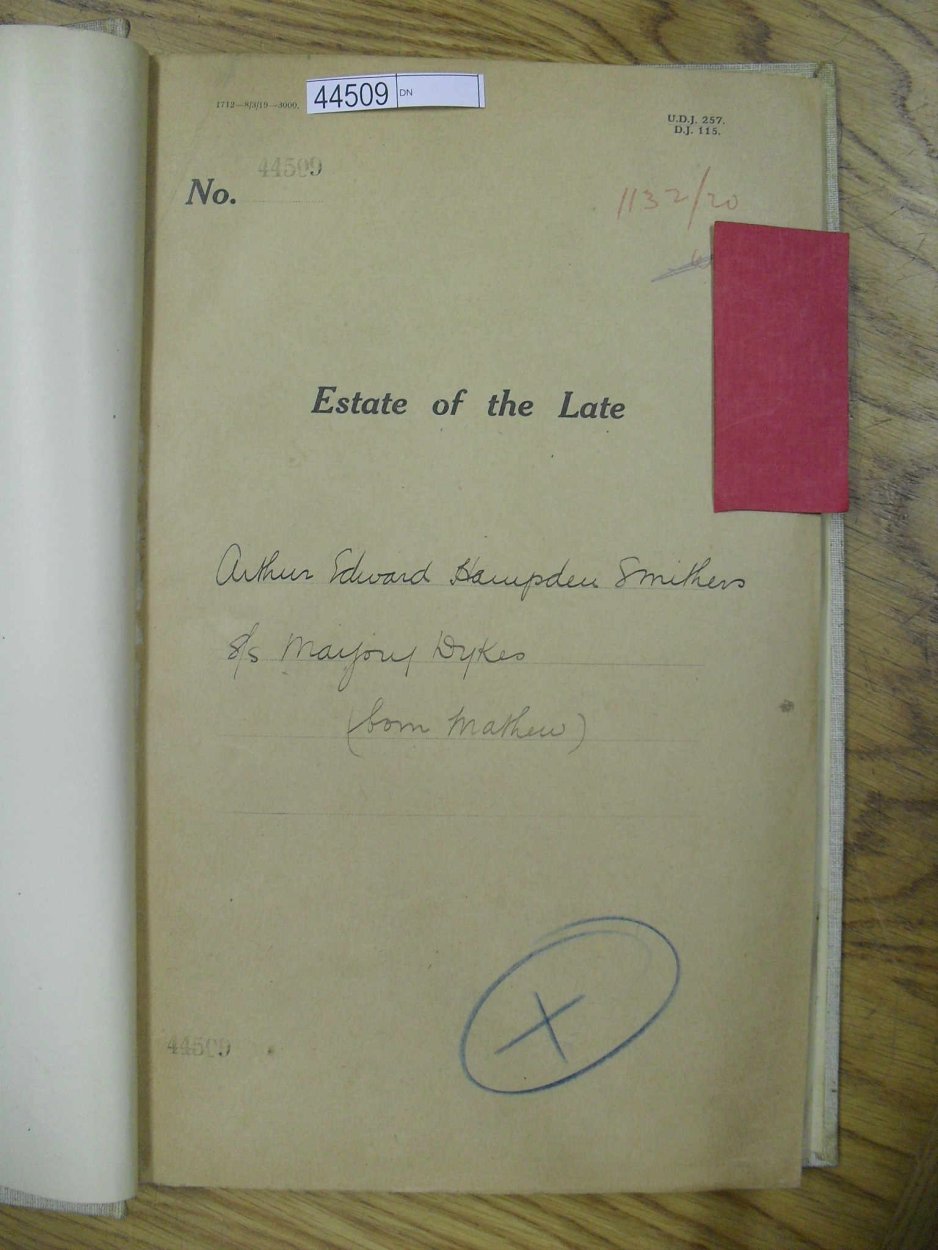 44509 DN
1712—8/3/19—3000.
U.D.J. 257.
D.J. 115.
44509
No.
1132/20
Estate of the Late
Arthur Edward Hampden Smithers
s/s Marjory Dykes
(born Mathew)
X
44509